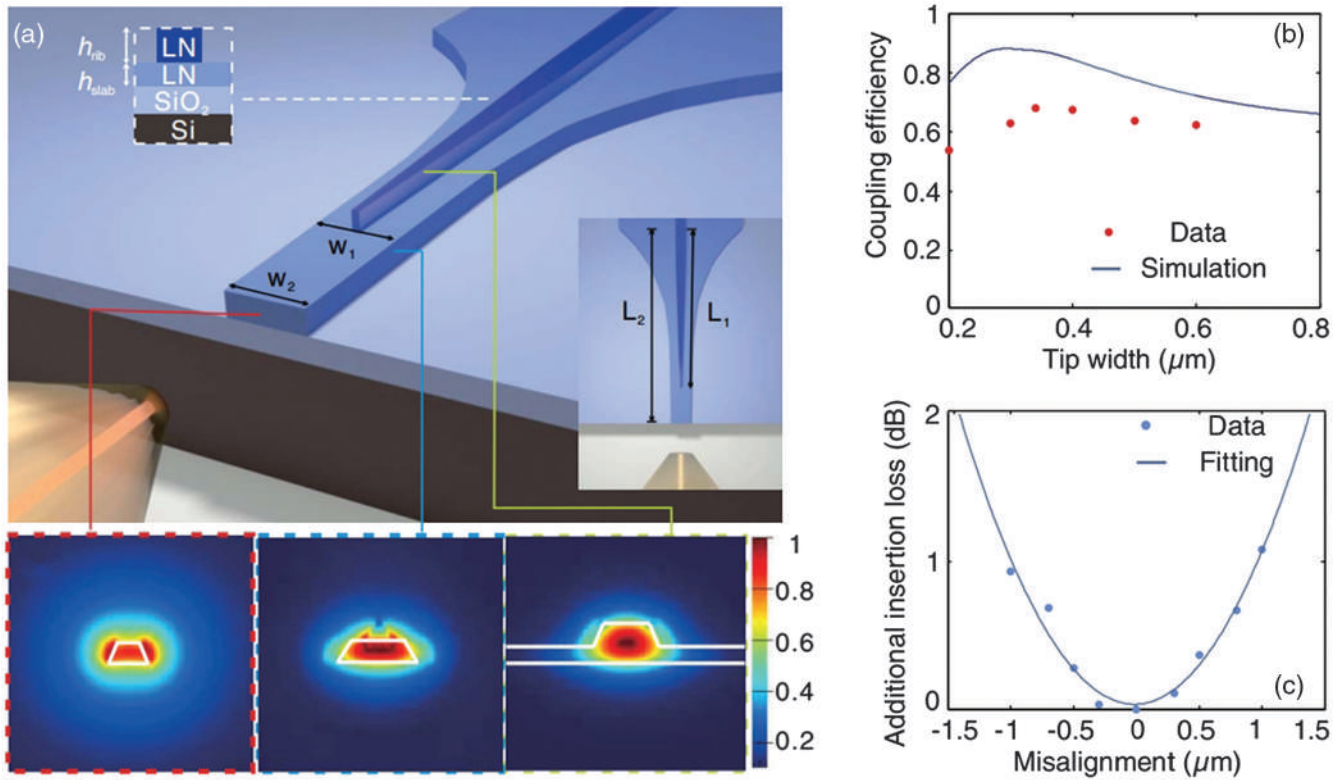 (a)
h_rib
LN
h_slab
LN
SiO₂
Si
W₁
W₂
L₂
L₁
1
0.8
0.6
0.4
0.2
(b)
Coupling efficiency
1
0.8
0.6
0.4
0.2
0
Data
Simulation
0.2 0.4 0.6 0.8
Tip width (μm)
(c)
Additional insertion loss (dB)
2
1
0
Data
Fitting
-1.5 -1 -0.5 0 0.5 1 1.5
Misalignment (μm)